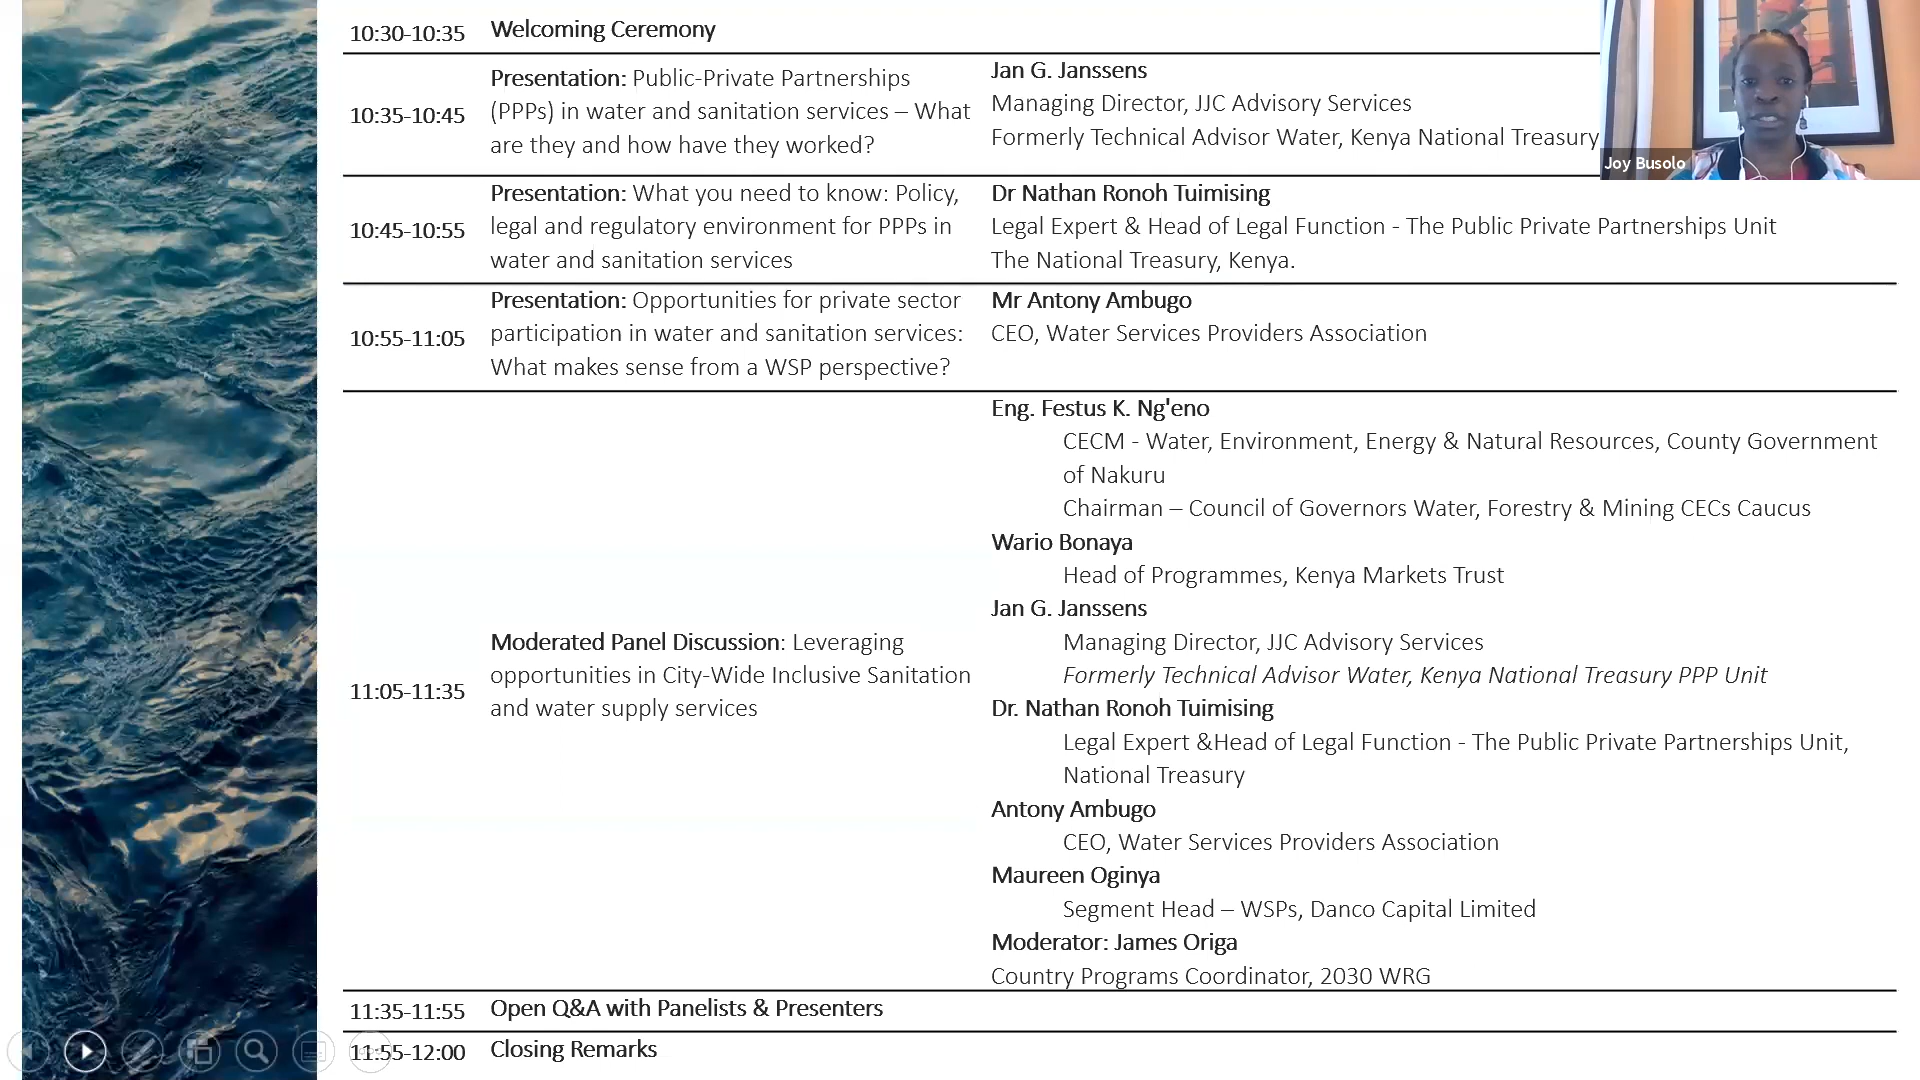 10:30-10:35 Welcoming Ceremony
10:35-10:45
Presentation: Public-Private Partnerships
(PPPs) in water and sanitation services – What
are they and how have they worked?
Jan G. Janssens
Managing Director, JJC Advisory Services
Formerly Technical Advisor Water, Kenya National Treasury
Joy Busolo
10:45-10:55
Presentation: What you need to know: Policy,
legal and regulatory environment for PPPs in
water and sanitation services
Dr Nathan Ronoh Tuimising
Legal Expert & Head of Legal Function - The Public Private Partnerships Unit
The National Treasury, Kenya.
10:55-11:05
Presentation: Opportunities for private sector
participation in water and sanitation services:
What makes sense from a WSP perspective?
Mr Antony Ambugo
CEO, Water Services Providers Association
11:05-11:35
Moderated Panel Discussion: Leveraging
opportunities in City-Wide Inclusive Sanitation
and water supply services
Eng. Festus K. Ng'eno
CECM - Water, Environment, Energy & Natural Resources, County Government
of Nakuru
Chairman – Council of Governors Water, Forestry & Mining CECs Caucus
Wario Bonaya
Head of Programmes, Kenya Markets Trust
Jan G. Janssens
Managing Director, JJC Advisory Services
Formerly Technical Advisor Water, Kenya National Treasury PPP Unit
Dr. Nathan Ronoh Tuimising
Legal Expert &Head of Legal Function - The Public Private Partnerships Unit,
National Treasury
Antony Ambugo
CEO, Water Services Providers Association
Maureen Oginya
Segment Head – WSPs, Danco Capital Limited
Moderator: James Origa
Country Programs Coordinator, 2030 WRG
11:35-11:55 Open Q&A with Panelists & Presenters
11:55-12:00 Closing Remarks